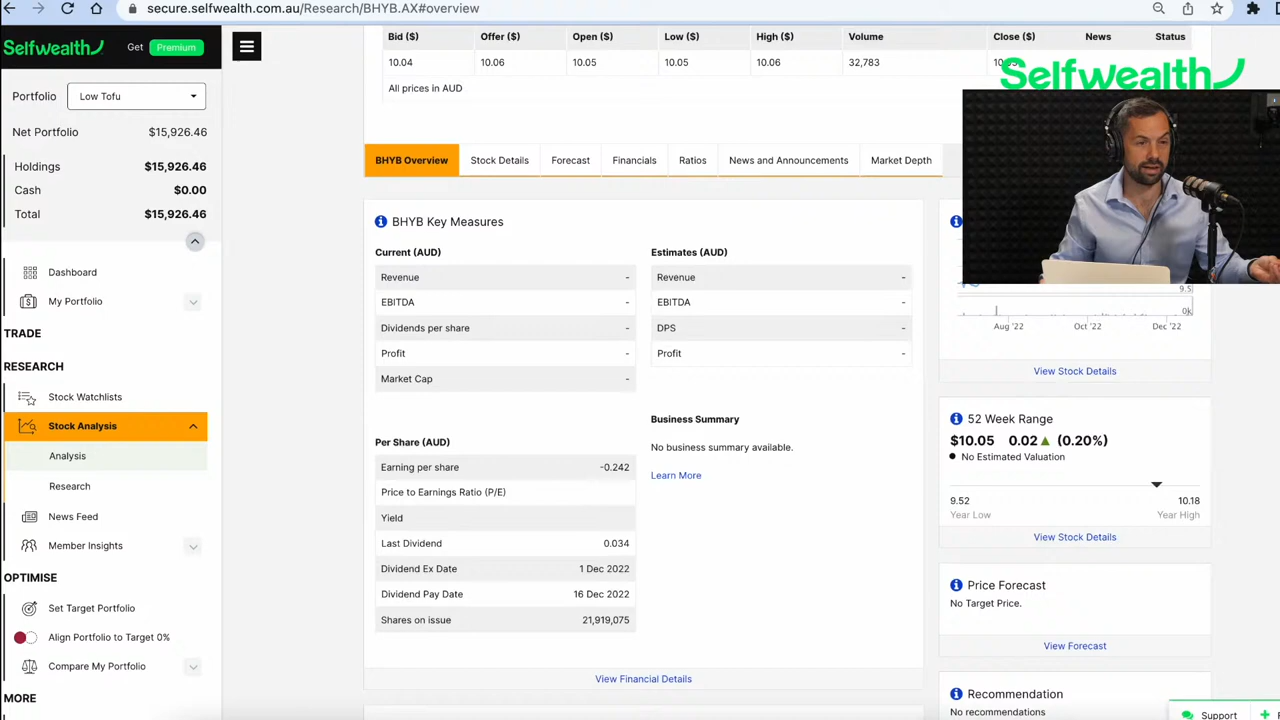 secure.selfwealth.com.au/Research/BHYB.AX#overview
Selfwealth
Get Premium
Portfolio Low Tofu
Net Portfolio $15,926.46
Holdings $15,926.46
Cash $0.00
Total $15,926.46
Dashboard
My Portfolio
TRADE
RESEARCH
Stock Watchlists
Stock Analysis
Analysis
Research
News Feed
Member Insights
OPTIMISE
Set Target Portfolio
Align Portfolio to Target 0%
Compare My Portfolio
MORE
Bid ($) Offer ($) Open ($) Low ($) High ($) Volume Close ($) News Status
10.04 10.06 10.05 10.05 10.06 32,783
All prices in AUD
Selfwealth
BHYB Overview Stock Details Forecast Financials Ratios News and Announcements Market Depth
BHYB Key Measures
Current (AUD)
Revenue -
EBITDA -
Dividends per share -
Profit -
Market Cap -
Estimates (AUD)
Revenue -
EBITDA -
DPS -
Profit -
Per Share (AUD)
Earning per share -0.242
Price to Earnings Ratio (P/E)
Yield
Last Dividend 0.034
Dividend Ex Date 1 Dec 2022
Dividend Pay Date 16 Dec 2022
Shares on issue 21,919,075
Business Summary
No business summary available.
Learn More
View Financial Details
9.5
0k
Aug '22 Oct '22 Dec '22
View Stock Details
52 Week Range
$10.05 0.02 (0.20%)
No Estimated Valuation
9.52 10.18
Year Low Year High
View Stock Details
Price Forecast
No Target Price.
View Forecast
Recommendation
No recommendations
Support